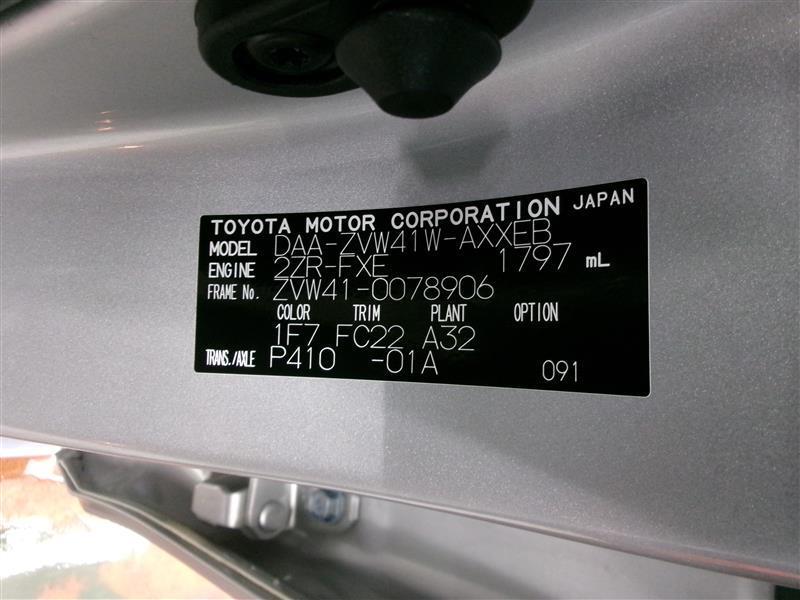 TOYOTA MOTOR CORPORATION JAPAN
MODEL DAA-ZVW41W-AXXEB
ENGINE 2ZR-FXE 1797 mL
FRAME No. ZVW41-0078906
COLOR TRIM PLANT OPTION
1F7 FC22 A32
TRANS./AXLE P410 -01A 091